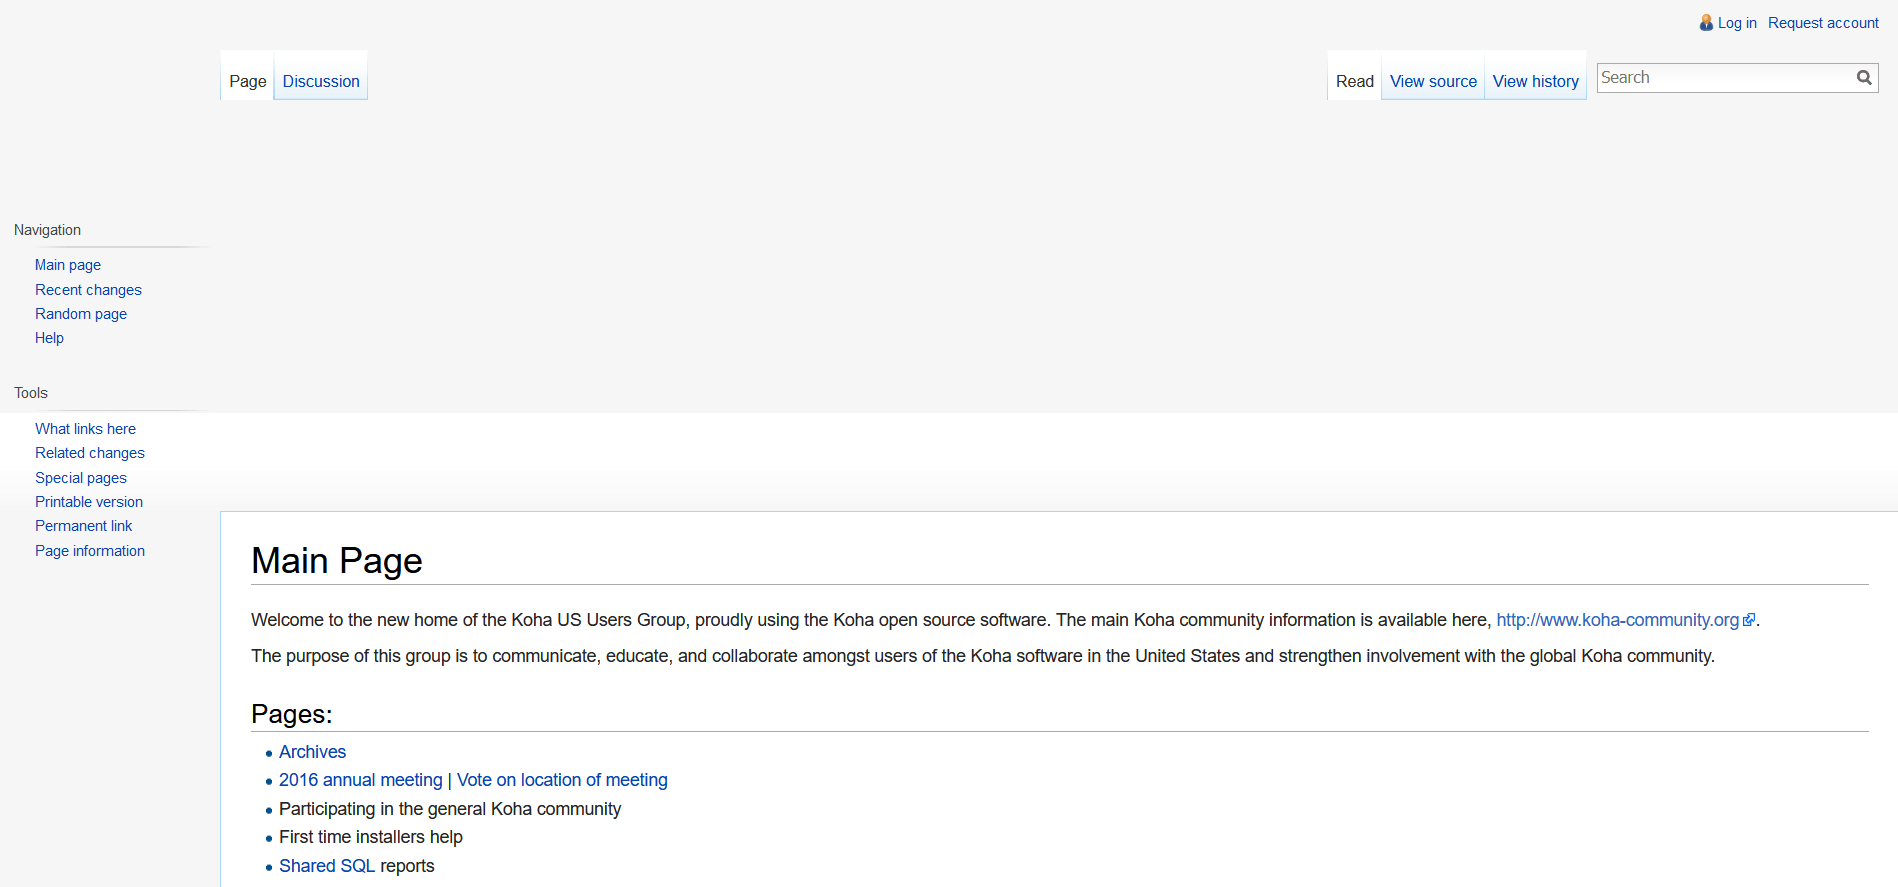 Log in Request account
Page Discussion Read View source View history Search
Navigation
Main page
Recent changes
Random page
Help
Tools
What links here
Related changes
Special pages
Printable version
Permanent link
Page information
Main Page
Welcome to the new home of the Koha US Users Group, proudly using the Koha open source software. The main Koha community information is available here, http://www.koha-community.org.
The purpose of this group is to communicate, educate, and collaborate amongst users of the Koha software in the United States and strengthen involvement with the global Koha community.
Pages:
Archives
2016 annual meeting | Vote on location of meeting
Participating in the general Koha community
First time installers help
Shared SQL reports